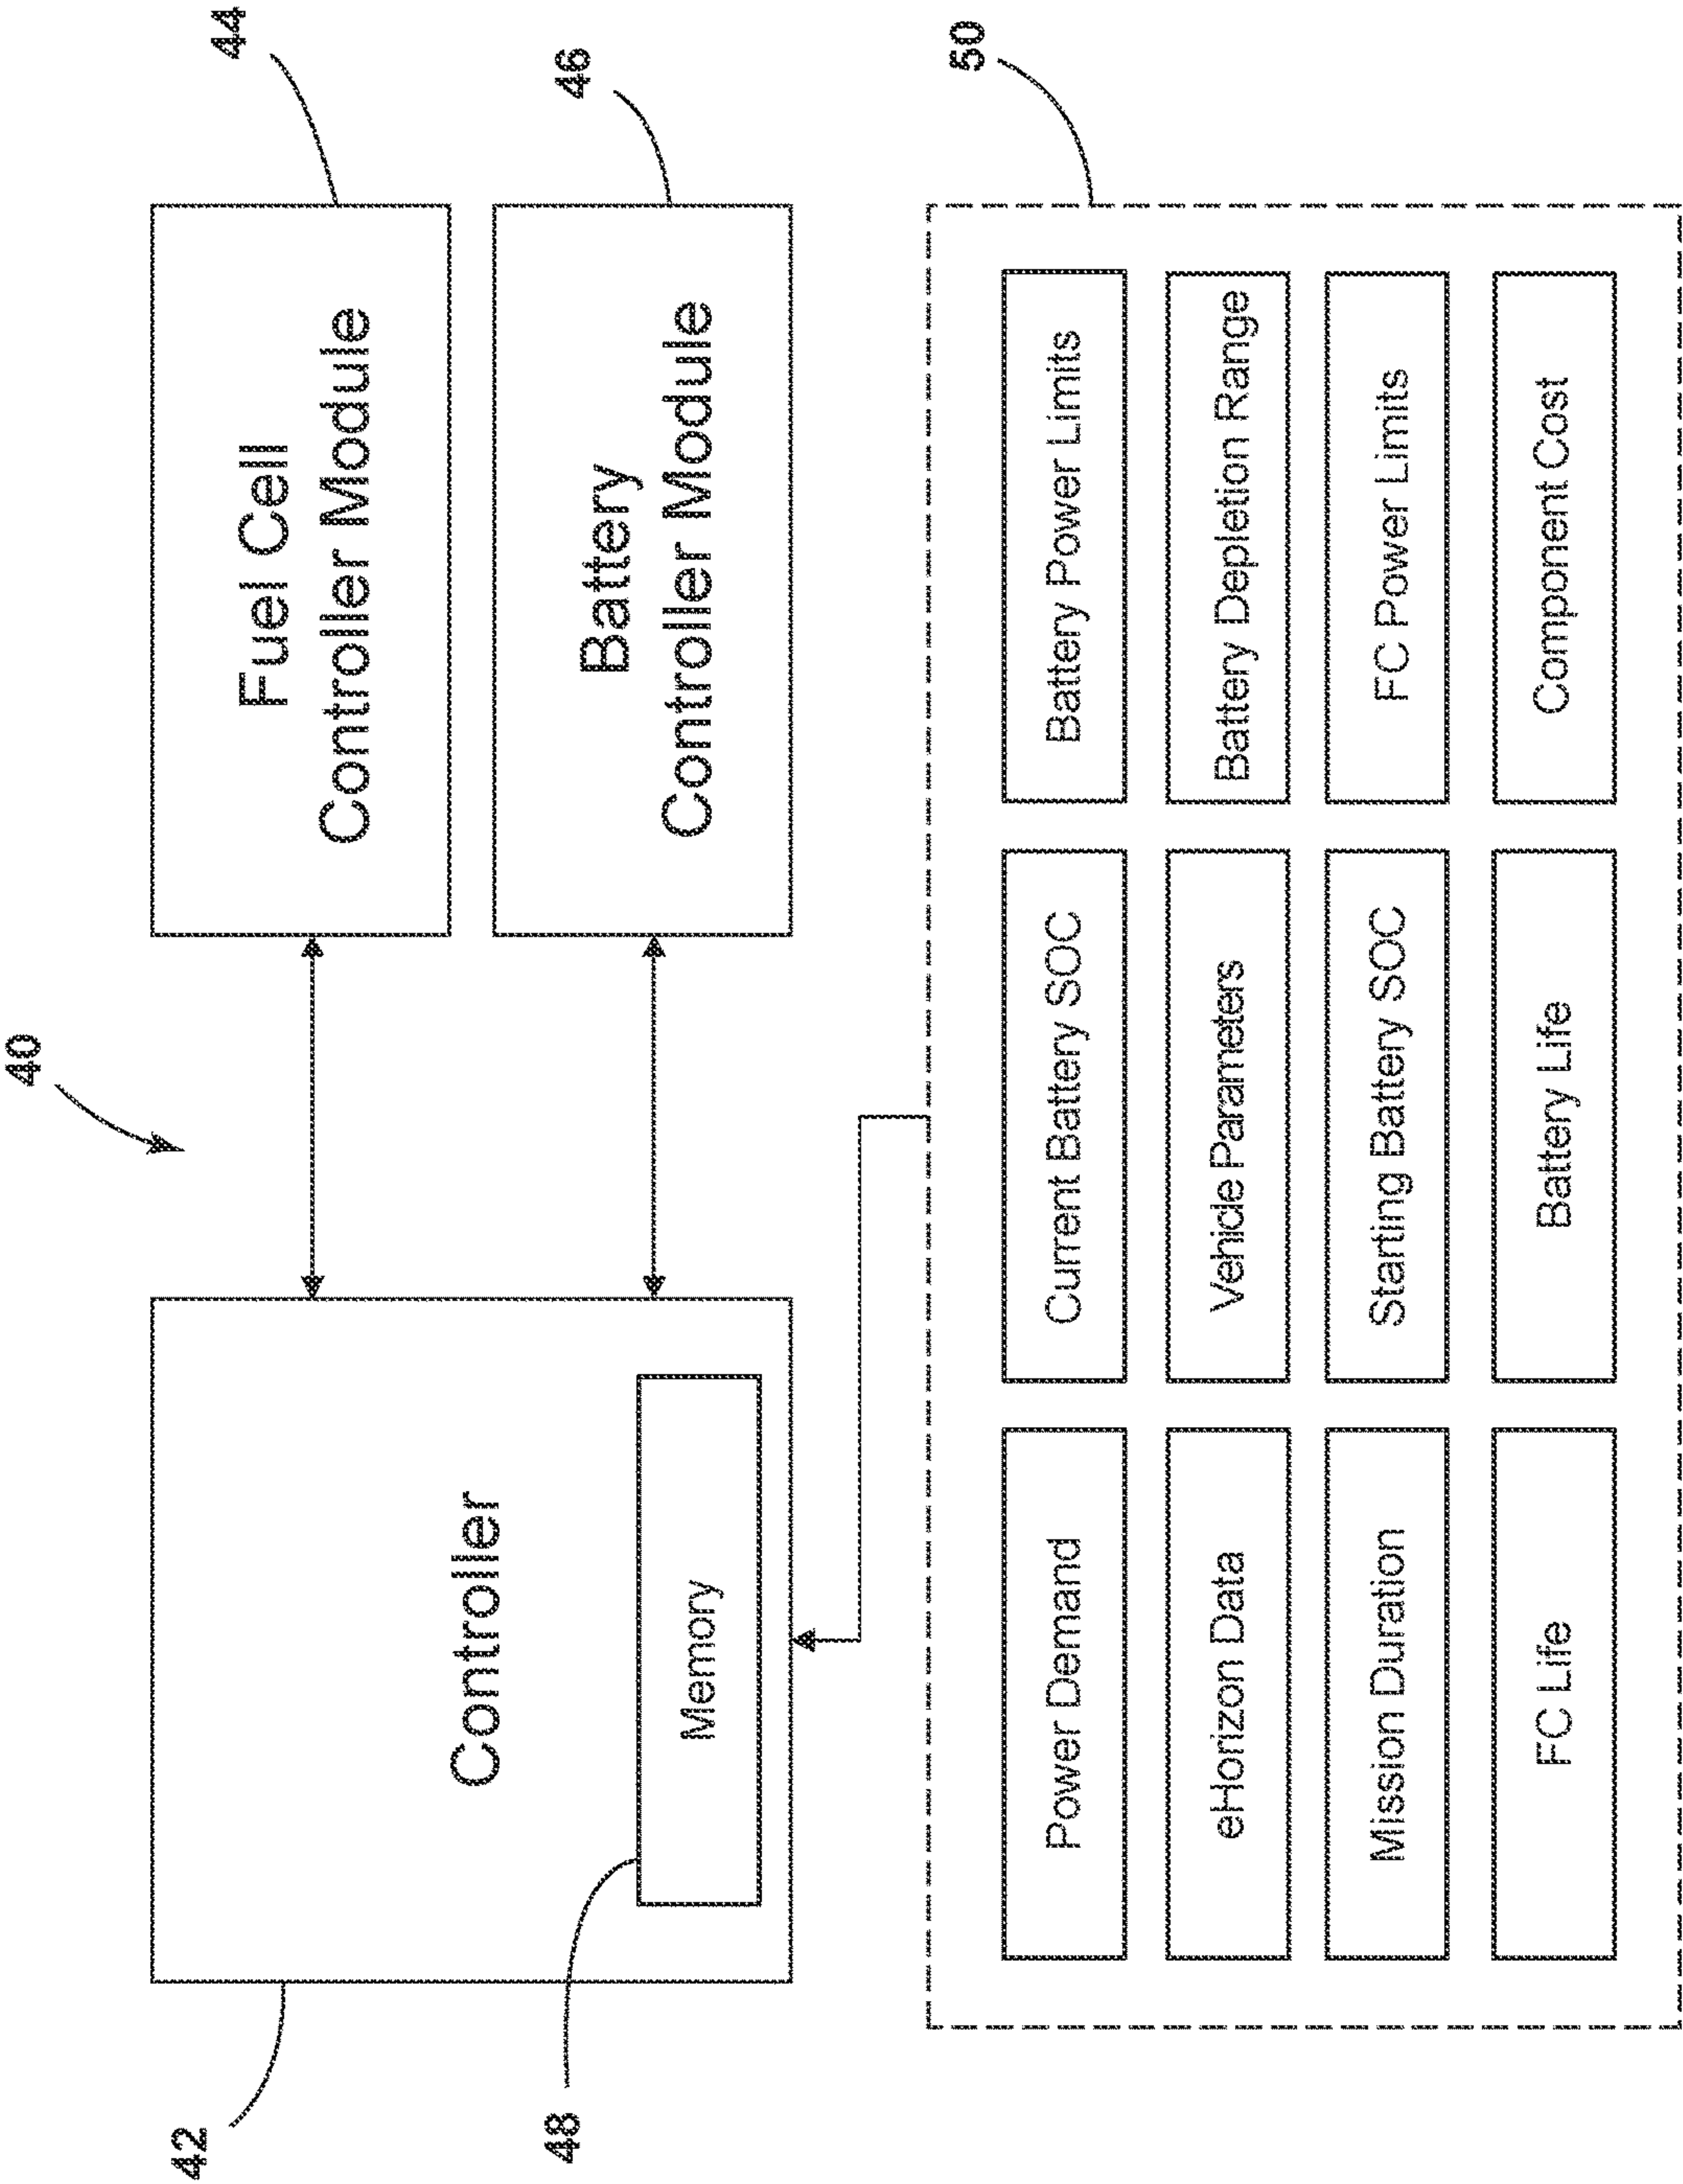 40
42
Controller
48
Memory
44
Fuel Cell
Controller Module
46
Battery
Controller Module
50
Power Demand
Current Battery SOC
Battery Power Limits
eHorizon Data
Vehicle Parameters
Battery Depletion Range
Mission Duration
Starting Battery SOC
FC Power Limits
FC Life
Battery Life
Component Cost